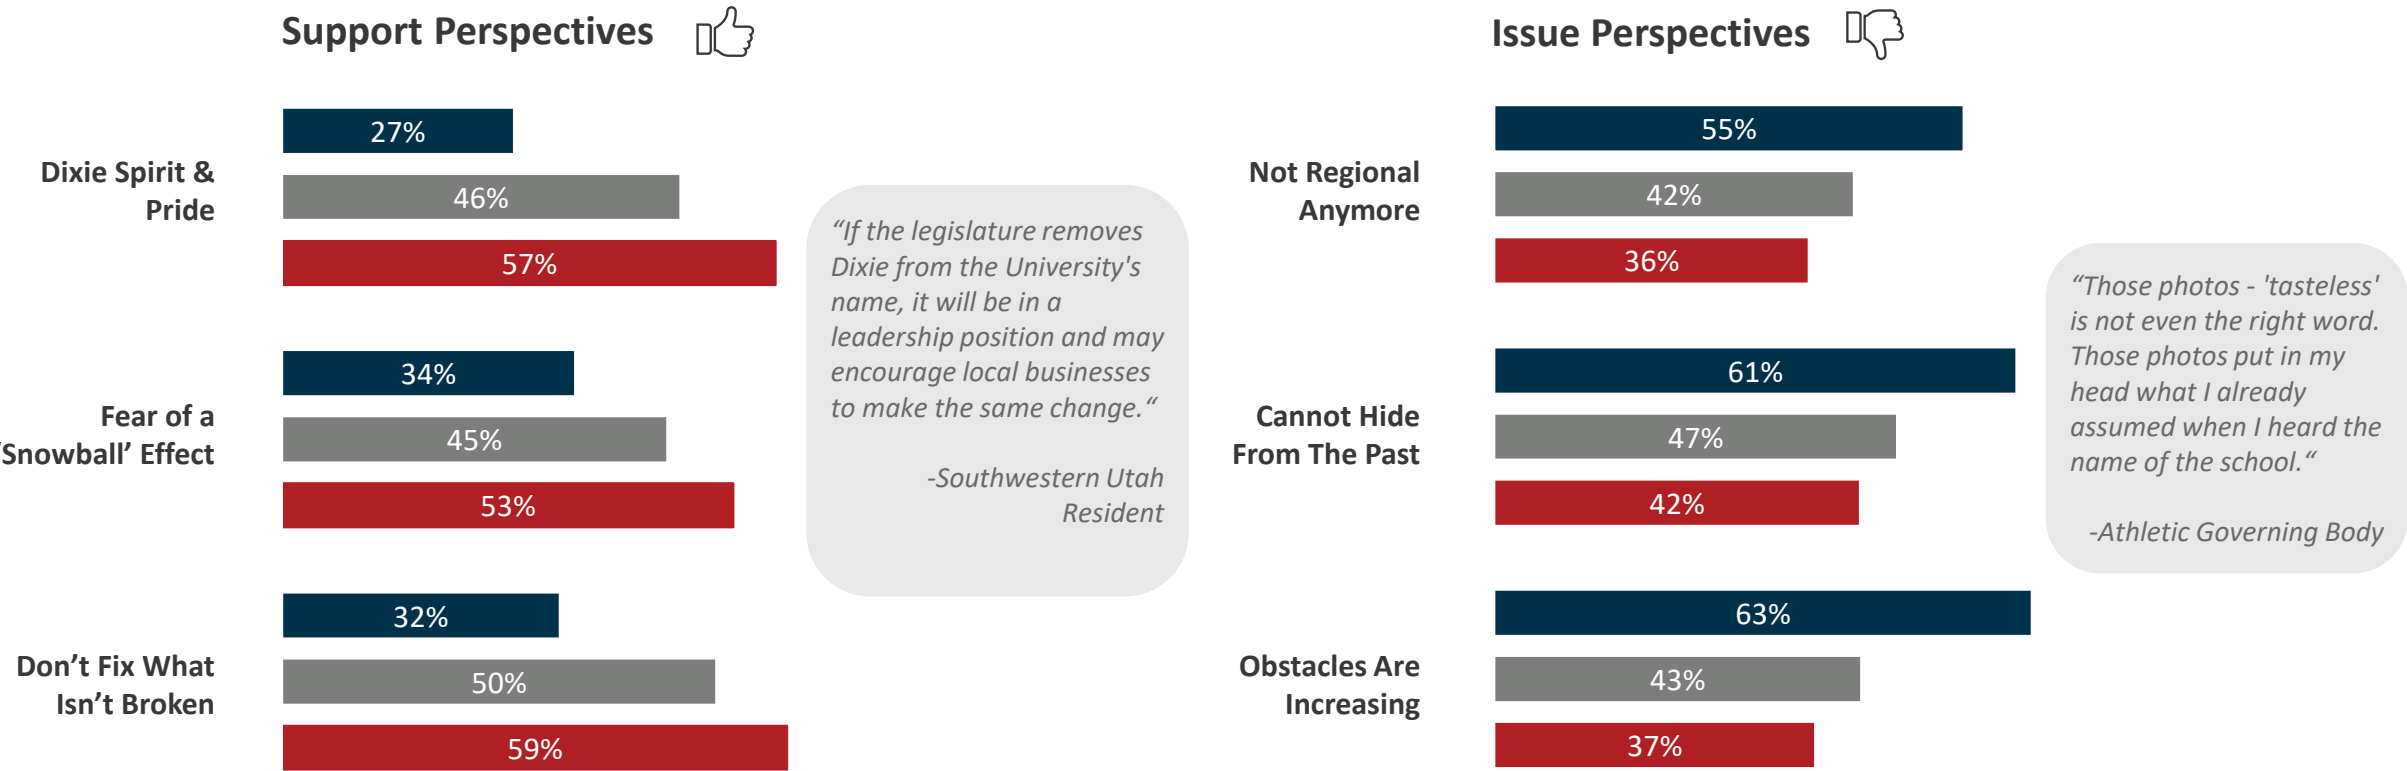 Support Perspectives
27%
Dixie Spirit &
Pride
46%
57%
34%
Fear of a
‘Snowball’ Effect
45%
53%
32%
Don’t Fix What
Isn’t Broken
50%
59%
“If the legislature removes
Dixie from the University's
name, it will be in a
leadership position and may
encourage local businesses
to make the same change.“
-Southwestern Utah
Resident
Issue Perspectives
55%
Not Regional
Anymore
42%
36%
61%
Cannot Hide
From The Past
47%
42%
63%
Obstacles Are
Increasing
43%
37%
“Those photos - 'tasteless'
is not even the right word.
Those photos put in my
head what I already
assumed when I heard the
name of the school.“
-Athletic Governing Body